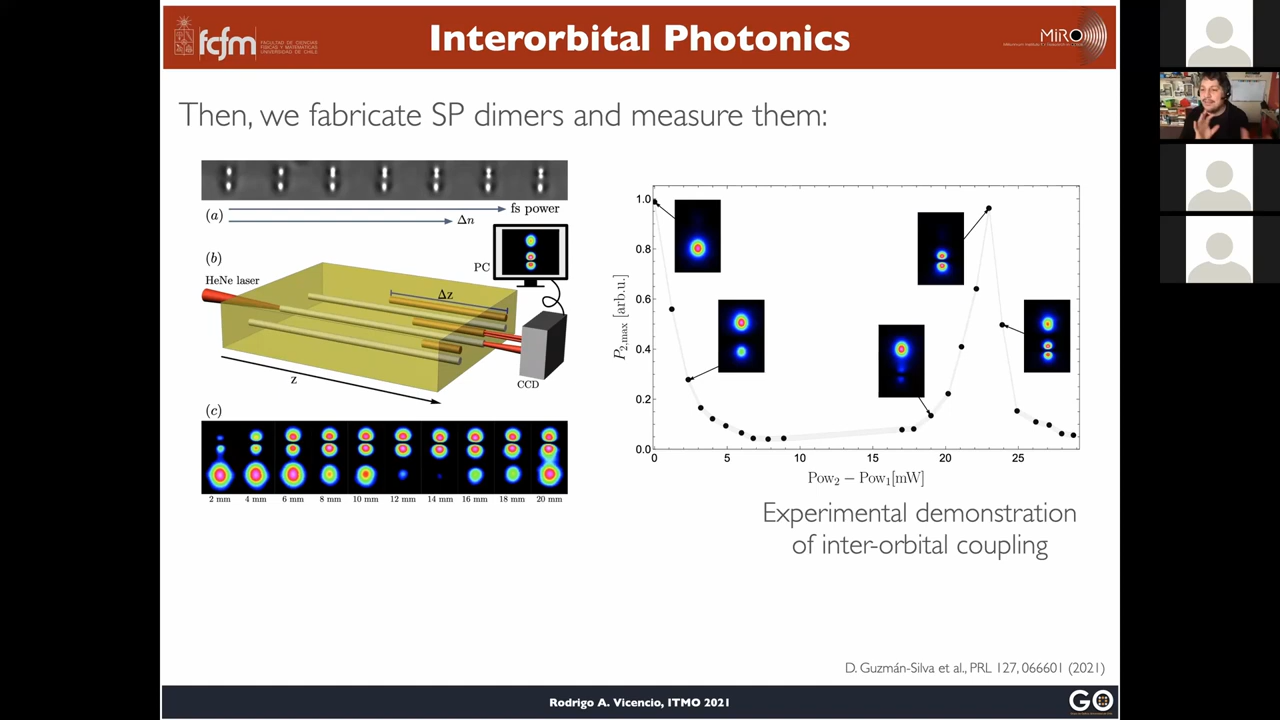 fcfm
FACULTAD DE CIENCIAS
FÍSICAS Y MATEMÁTICAS
UNIVERSIDAD DE CHILE
Interorbital Photonics
MiRO
Then, we fabricate SP dimers and measure them:
(a)
fs power
Δn
(b)
HeNe laser
PC
Δz
z
CCD
(c)
2 mm 4 mm 6 mm 8 mm 10 mm 12 mm 14 mm 16 mm 18 mm 20 mm
1.0
0.8
0.6
0.4
0.2
0.0
P2,max [arb.u.]
0 5 10 15 20 25
Pow₂ − Pow₁[mW]
Experimental demonstration
of inter-orbital coupling
D. Guzmán-Silva et al., PRL 127, 066601 (2021)
Rodrigo A. Vicencio, ITMO 2021
GO